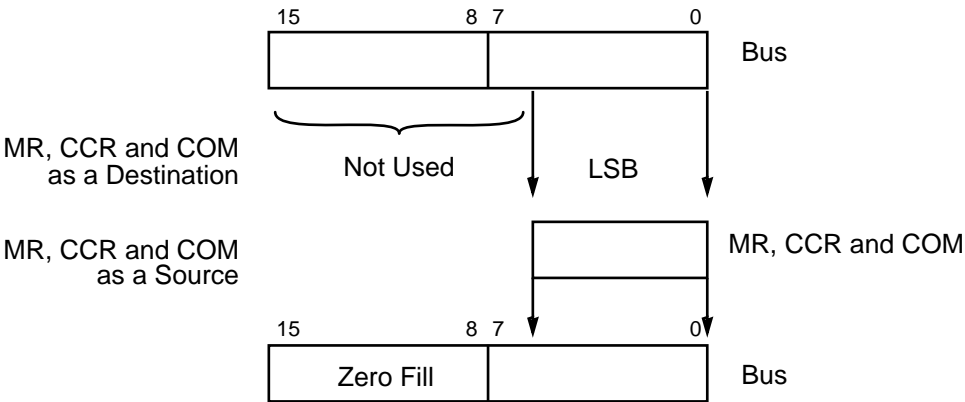 15 8 7 0
Bus
MR, CCR and COM
as a Destination
Not Used
LSB
MR, CCR and COM
as a Source
MR, CCR and COM
15 8 7 0
Zero Fill
Bus